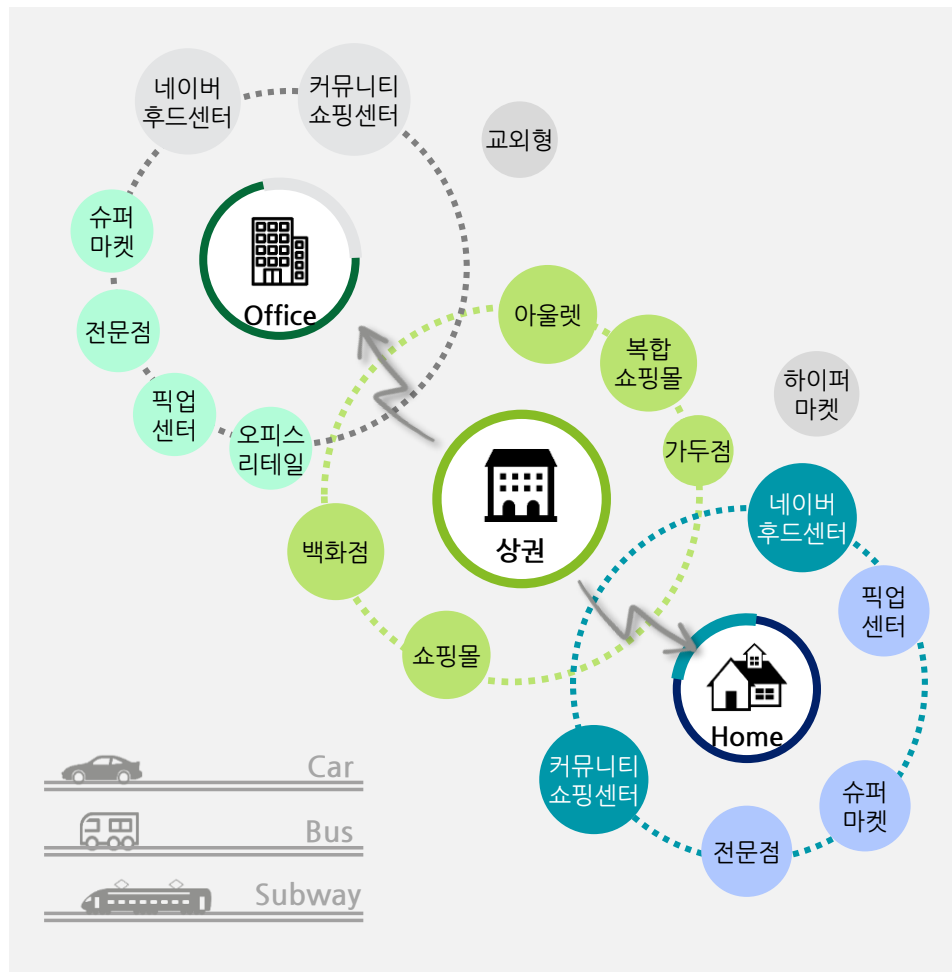 네이버
후드센터
커뮤니티
쇼핑센터
교외형
슈퍼
마켓
Office
전문점
픽업
센터
오피스
리테일
아울렛
복합
쇼핑몰
하이퍼
마켓
가두점
상권
백화점
쇼핑몰
네이버
후드센터
픽업
센터
Home
커뮤니티
쇼핑센터
슈퍼
마켓
전문점
Car
Bus
Subway